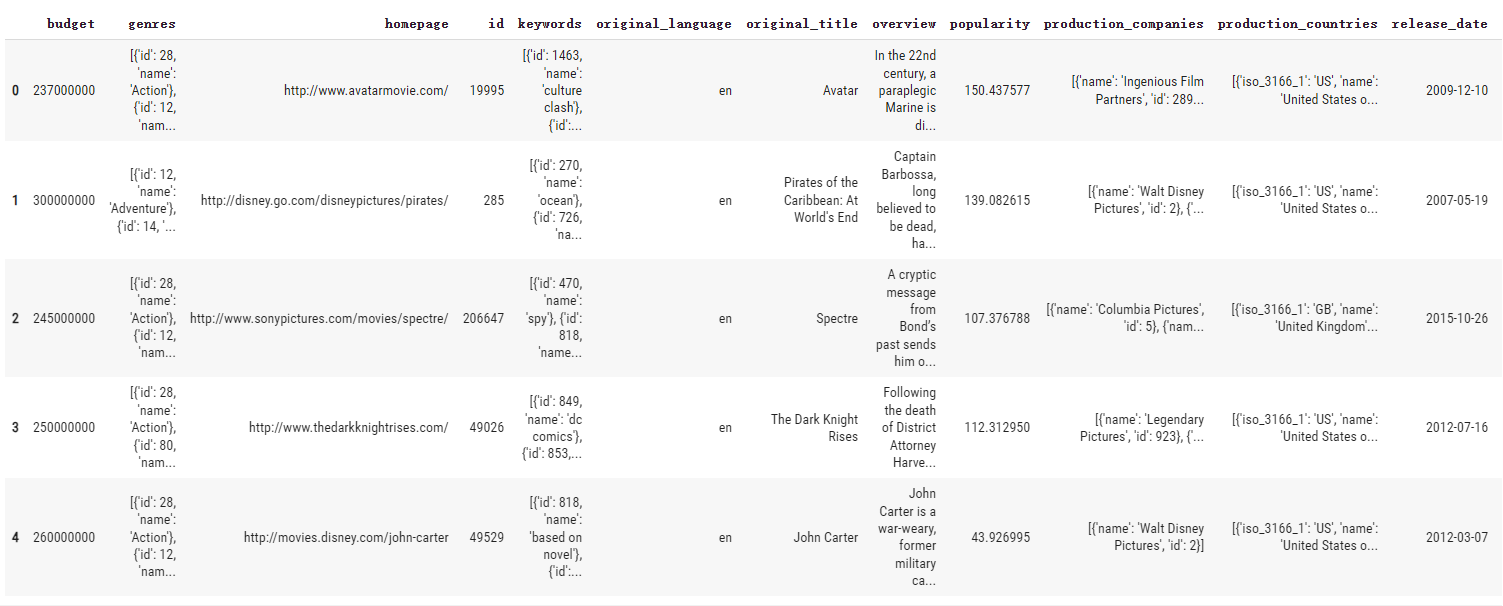 budget genres homepage id keywords original_language original_title overview popularity production_companies production_countries release_date
0 237000000 [{'id': 28, 'name': 'Action'}, {'id': 12, 'nam... http://www.avatarmovie.com/ 19995 [{'id': 1463, 'name': 'culture clash'}, {'id':... en Avatar In the 22nd century, a paraplegic Marine is di... 150.437577 [{'name': 'Ingenious Film Partners', 'id': 289... [{'iso_3166_1': 'US', 'name': 'United States o... 2009-12-10
1 300000000 [{'id': 12, 'name': 'Adventure'}, {'id': 14, '... http://disney.go.com/disneypictures/pirates/ 285 [{'id': 270, 'name': 'ocean'}, {'id': 726, 'na... en Pirates of the Caribbean: At World's End Captain Barbossa, long believed to be dead, ha... 139.082615 [{'name': 'Walt Disney Pictures', 'id': 2}, {'... [{'iso_3166_1': 'US', 'name': 'United States o... 2007-05-19
2 245000000 [{'id': 28, 'name': 'Action'}, {'id': 12, 'nam... http://www.sonypictures.com/movies/spectre/ 206647 [{'id': 470, 'name': 'spy'}, {'id': 818, 'name... en Spectre A cryptic message from Bond's past sends him o... 107.376788 [{'name': 'Columbia Pictures', 'id': 5}, {'nam... [{'iso_3166_1': 'GB', 'name': 'United Kingdom'... 2015-10-26
3 250000000 [{'id': 28, 'name': 'Action'}, {'id': 80, 'nam... http://www.thedarkknightrises.com/ 49026 [{'id': 849, 'name': 'dc comics'}, {'id': 853,... en The Dark Knight Rises Following the death of District Attorney Harve... 112.312950 [{'name': 'Legendary Pictures', 'id': 923}, {'... [{'iso_3166_1': 'US', 'name': 'United States o... 2012-07-16
4 260000000 [{'id': 28, 'name': 'Action'}, {'id': 12, 'nam... http://movies.disney.com/john-carter 49529 [{'id': 818, 'name': 'based on novel'}, {'id':... en John Carter John Carter is a war-weary, former military ca... 43.926995 [{'name': 'Walt Disney Pictures', 'id': 2}] [{'iso_3166_1': 'US', 'name': 'United States o... 2012-03-07